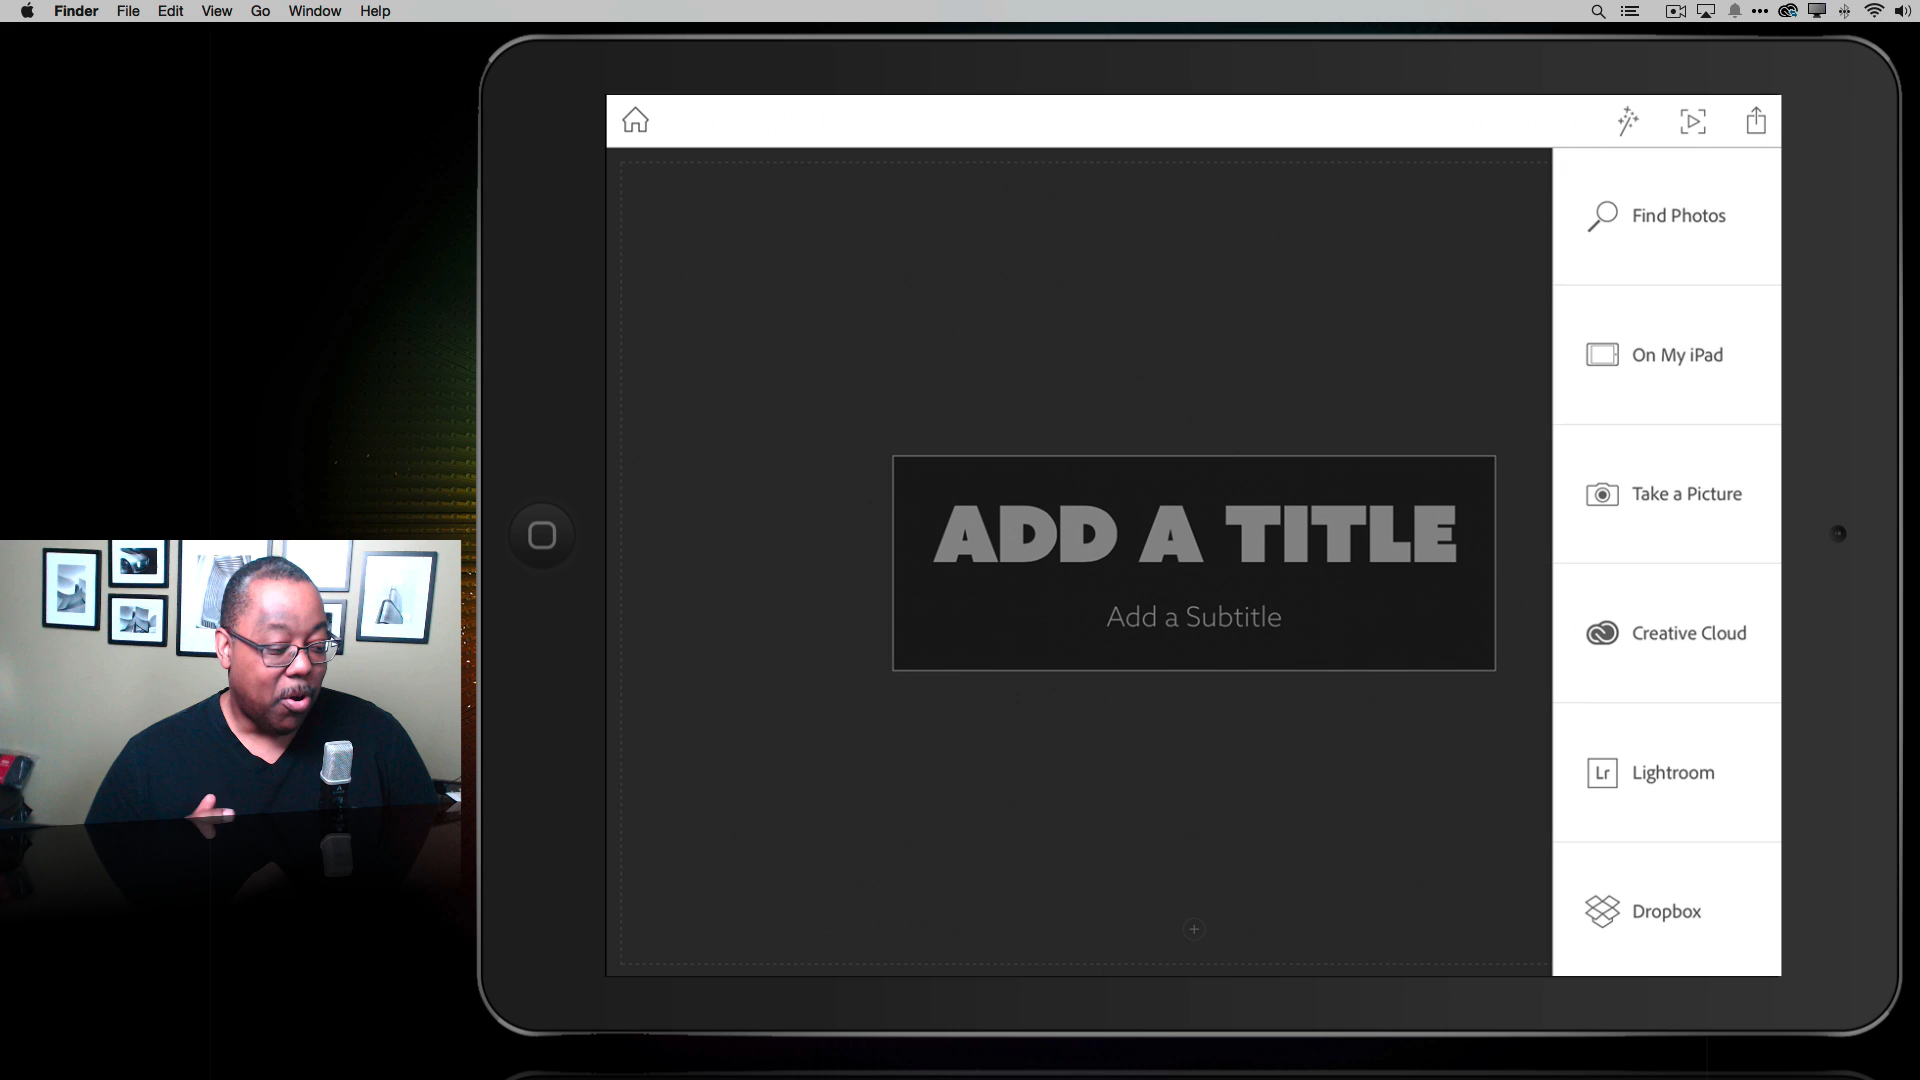 Finder File Edit View Go Window Help
Find Photos
On My iPad
Take a Picture
ADD A TITLE
Add a Subtitle
Creative Cloud
Lr Lightroom
Dropbox